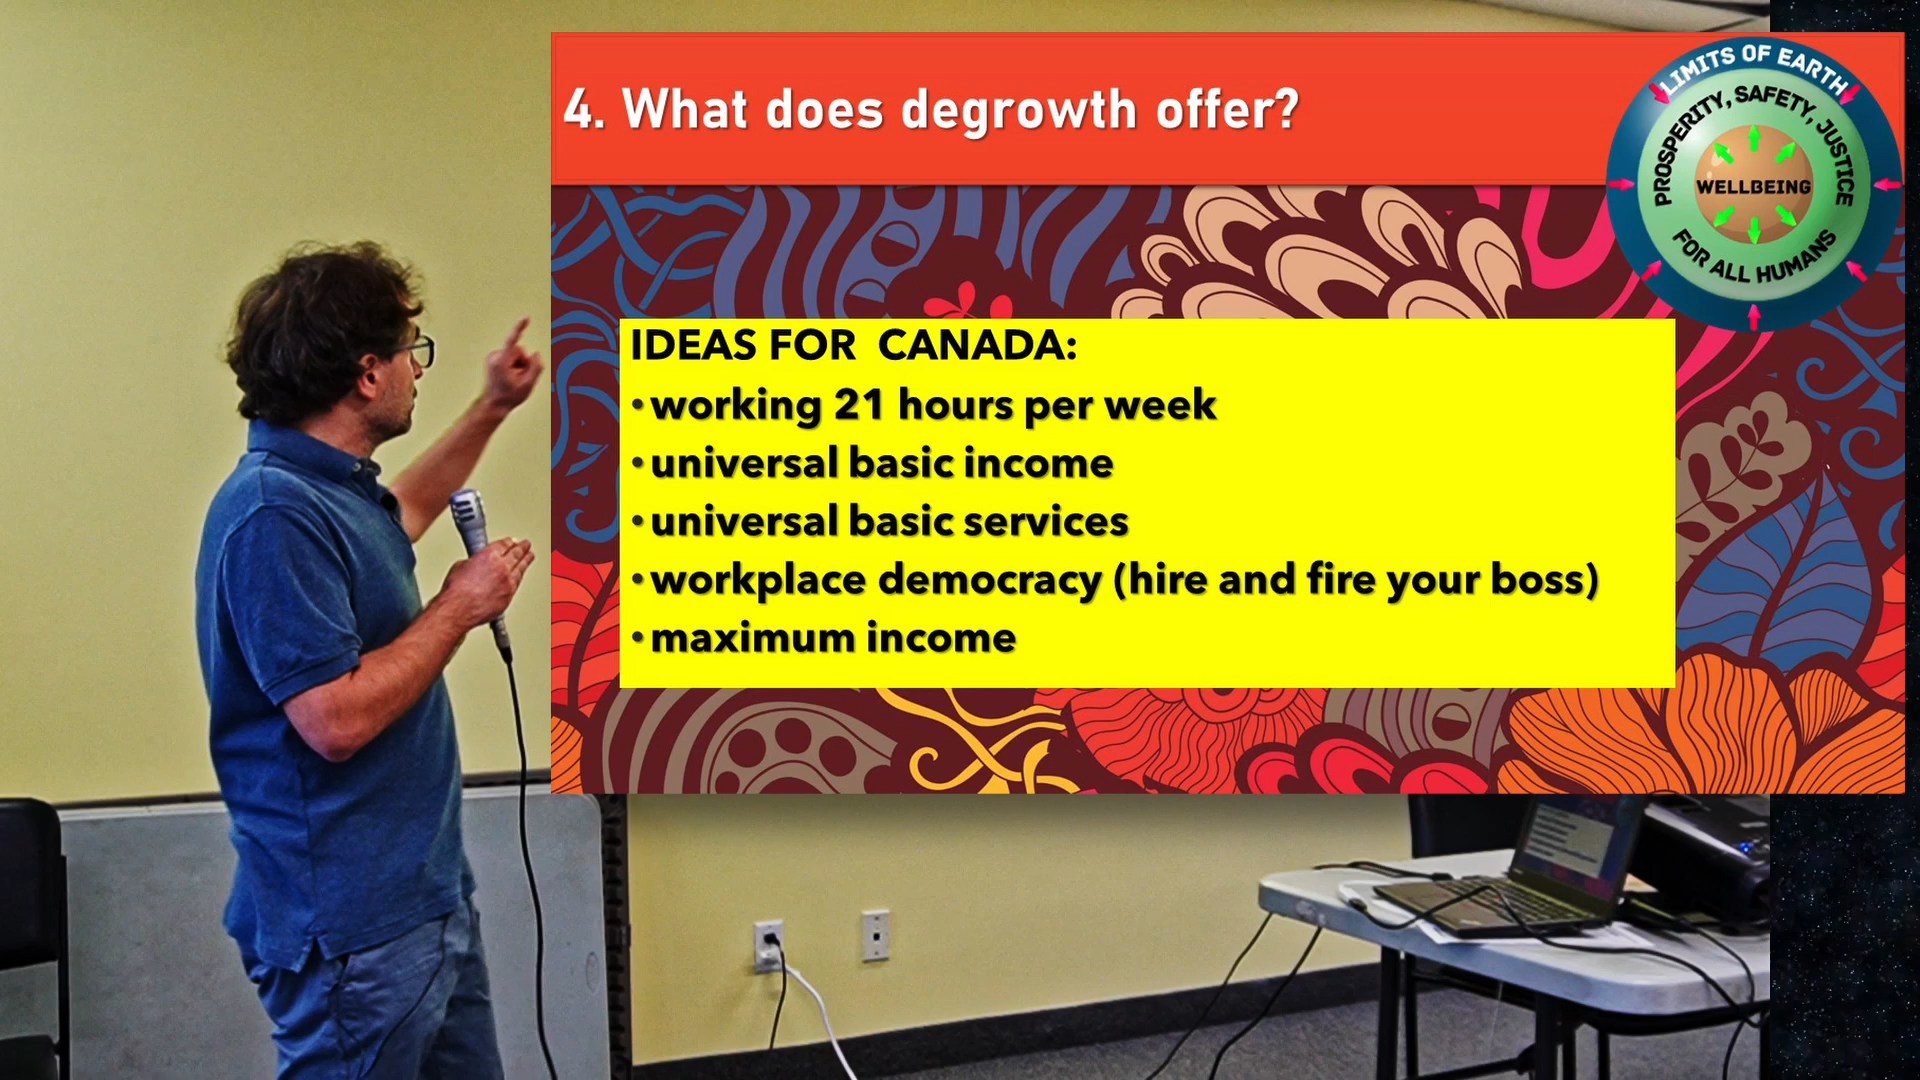 4. What does degrowth offer?
LIMITS OF EARTH
PROSPERITY, SAFETY, JUSTICE
WELLBEING
FOR ALL HUMANS
IDEAS FOR CANADA:
•working 21 hours per week
•universal basic income
•universal basic services
•workplace democracy (hire and fire your boss)
•maximum income